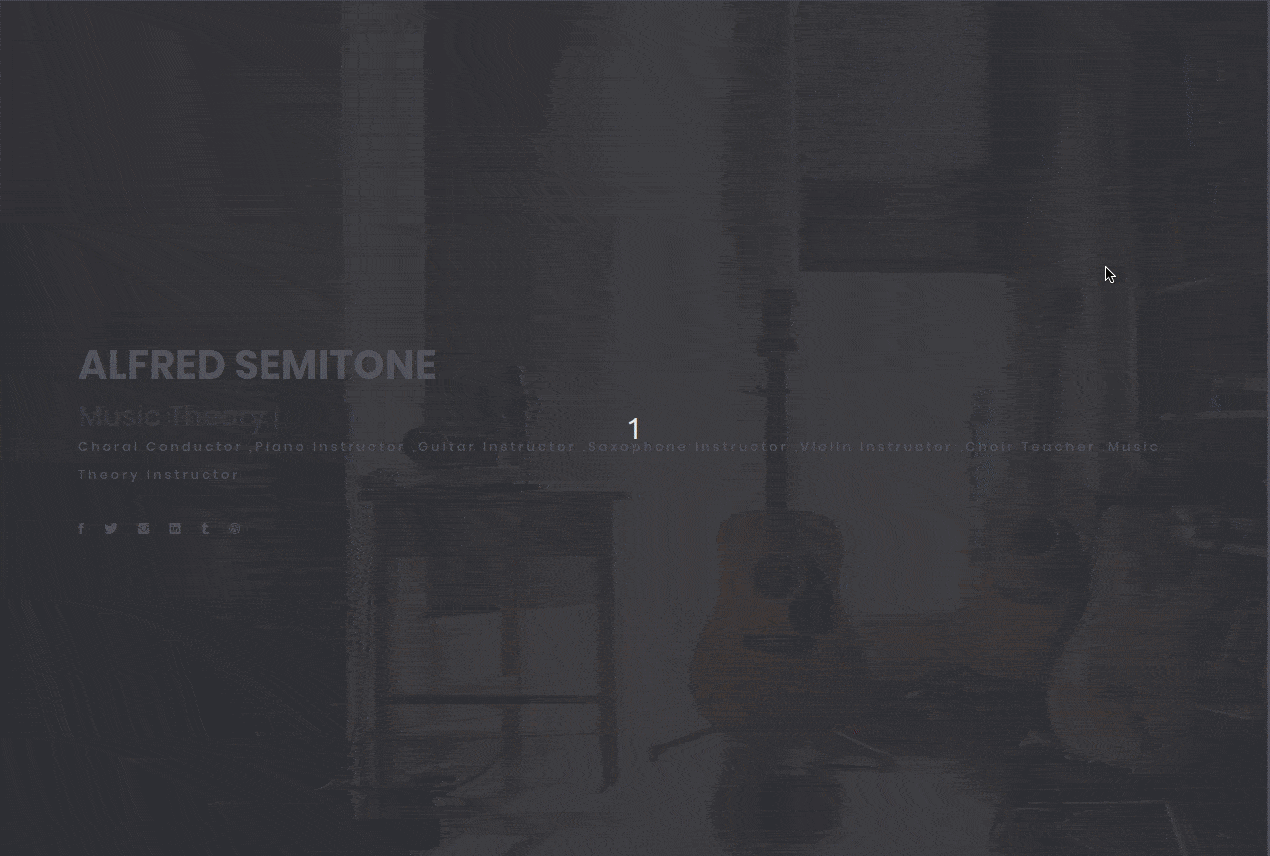 ALFRED SEMITONE
Music Theory |
1
Choral Conductor ,Piano Instructor ,Guitar Instructor ,Saxophone Instructor ,Violin Instructor ,Choir Teacher ,Music
Theory Instructor